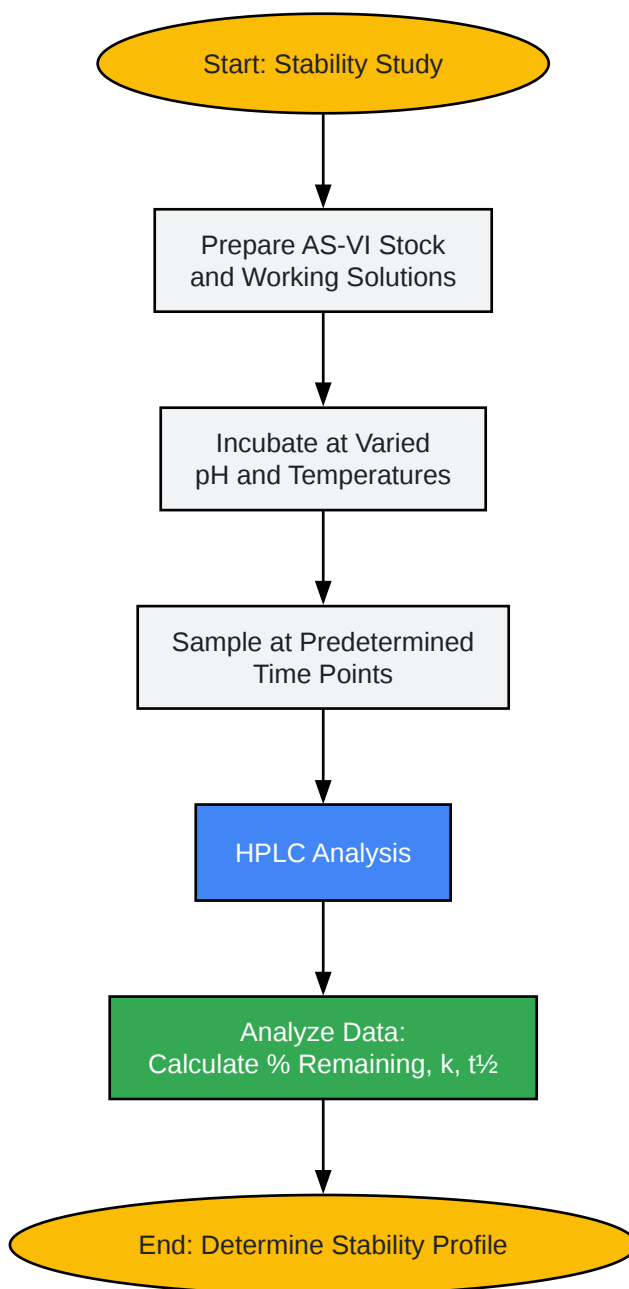 Start: Stability Study
Prepare AS-VI Stock
and Working Solutions
Incubate at Varied
pH and Temperatures
Sample at Predetermined
Time Points
HPLC Analysis
Analyze Data:
Calculate % Remaining, k, t½
End: Determine Stability Profile